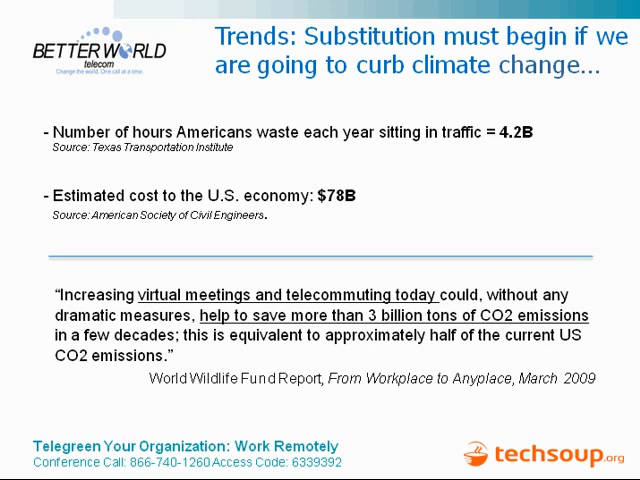 BETTER WORLD
telecom
Change the world. One call at a time.
Trends: Substitution must begin if we
are going to curb climate change...
- Number of hours Americans waste each year sitting in traffic = 4.2B
Source: Texas Transportation Institute
- Estimated cost to the U.S. economy: $78B
Source: American Society of Civil Engineers.
“Increasing virtual meetings and telecommuting today could, without any
dramatic measures, help to save more than 3 billion tons of CO2 emissions
in a few decades; this is equivalent to approximately half of the current US
CO2 emissions.”
World Wildlife Fund Report, From Workplace to Anyplace, March 2009
Telegreen Your Organization: Work Remotely
Conference Call: 866-740-1260 Access Code: 6339392
techsoup.org